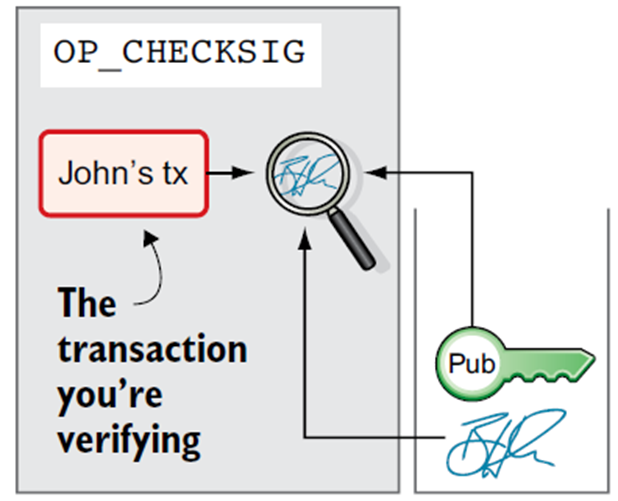 OP_CHECKSIG
John’s tx
The
transaction
you’re
verifying
Pub